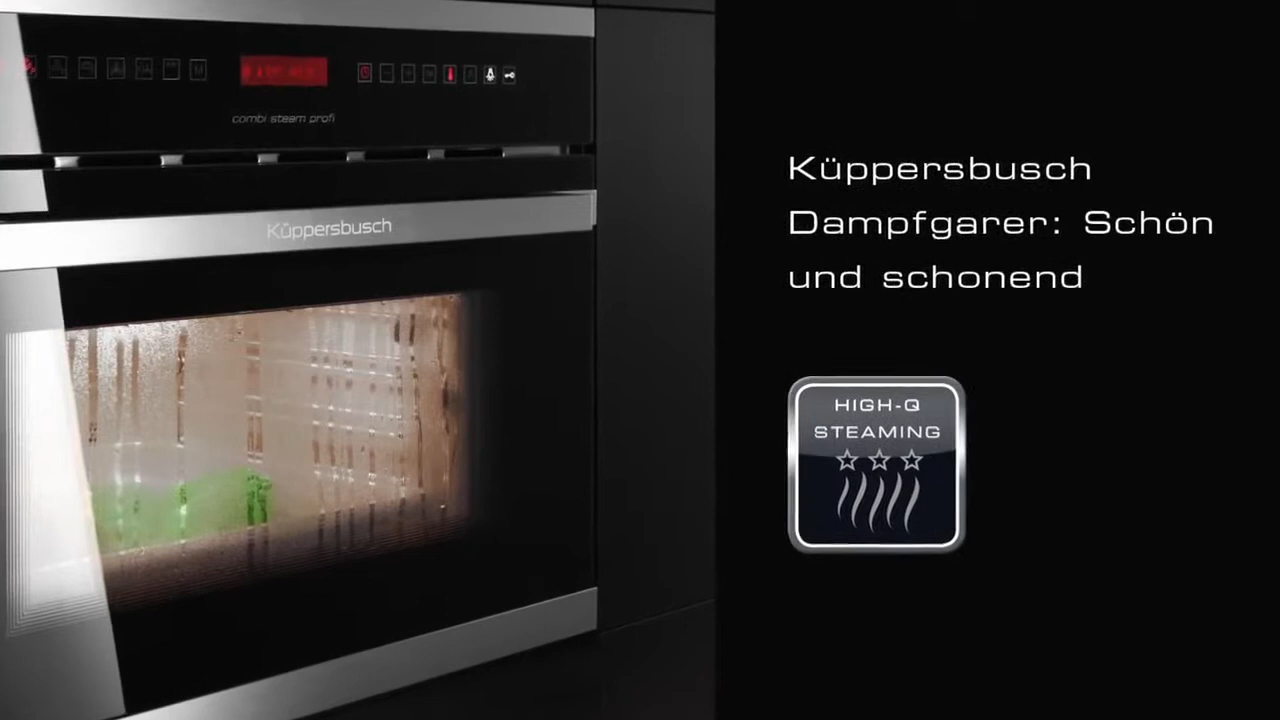 combi steam profi
Küppersbusch
Küppersbusch
Dampfgarer: Schön
und schonend
HIGH-Q
STEAMING